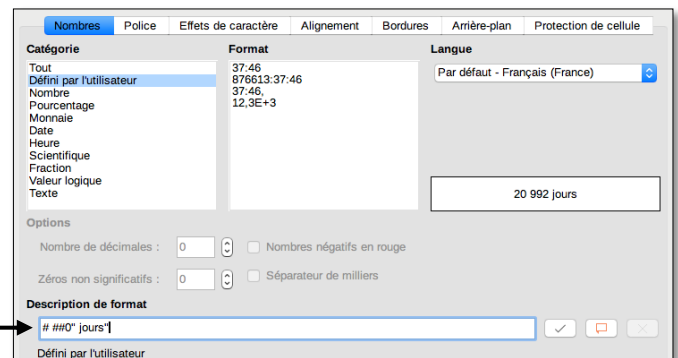 Nombres Police Effets de caractère Alignement Bordures Arrière-plan Protection de cellule
Catégorie Format Langue
Tout
Défini par l'utilisateur
Nombre
Pourcentage
Monnaie
Date
Heure
Scientifique
Fraction
Valeur logique
Texte
37:46
876613:37:46
37:46,
12,3E+3
Par défaut - Français (France)
20 992 jours
Options
Nombre de décimales : 0 Nombres négatifs en rouge
Zéros non significatifs : 0 Séparateur de milliers
Description de format
# ##0" jours"
Défini par l'utilisateur